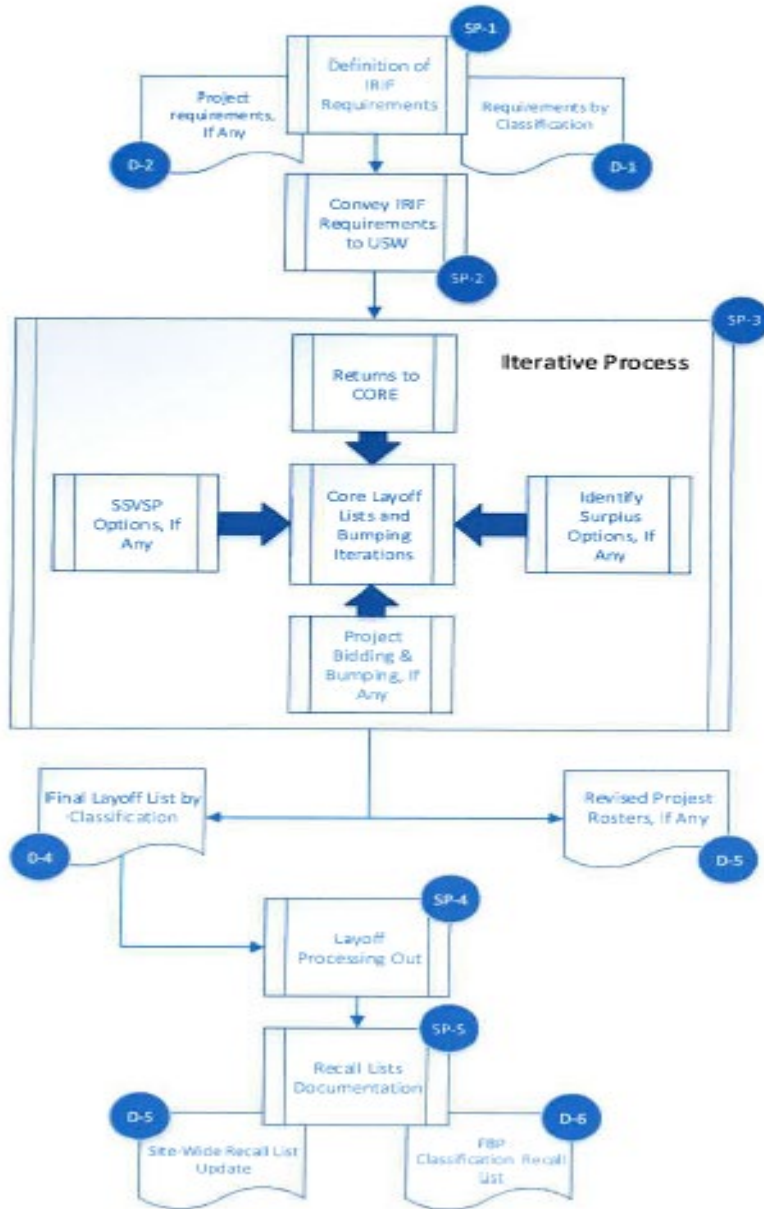 SP-1
Definition of
IRIF
Requirements
Project
requirements,
If Any
D-2
Requirements by
Classification
D-1
Convey IRIF
Requirements
to USW
SP-2
SP-3
Iterative Process
Returns to
CORE
SSVSP
Options, If
Any
Core Layoff
Lists and
Bumping
Iterations
Identify
Surplus
Options, If
Any
Project
Bidding &
Bumping, If
Any
Final Layoff List by
Classification
D-4
Revised Projest
Rosters, If Any
D-5
SP-4
Layoff
Processing Out
SP-5
Recall Lists
Documentation
D-5
Site-Wide Recall List
Update
D-6
FBP
Classification Recall
List